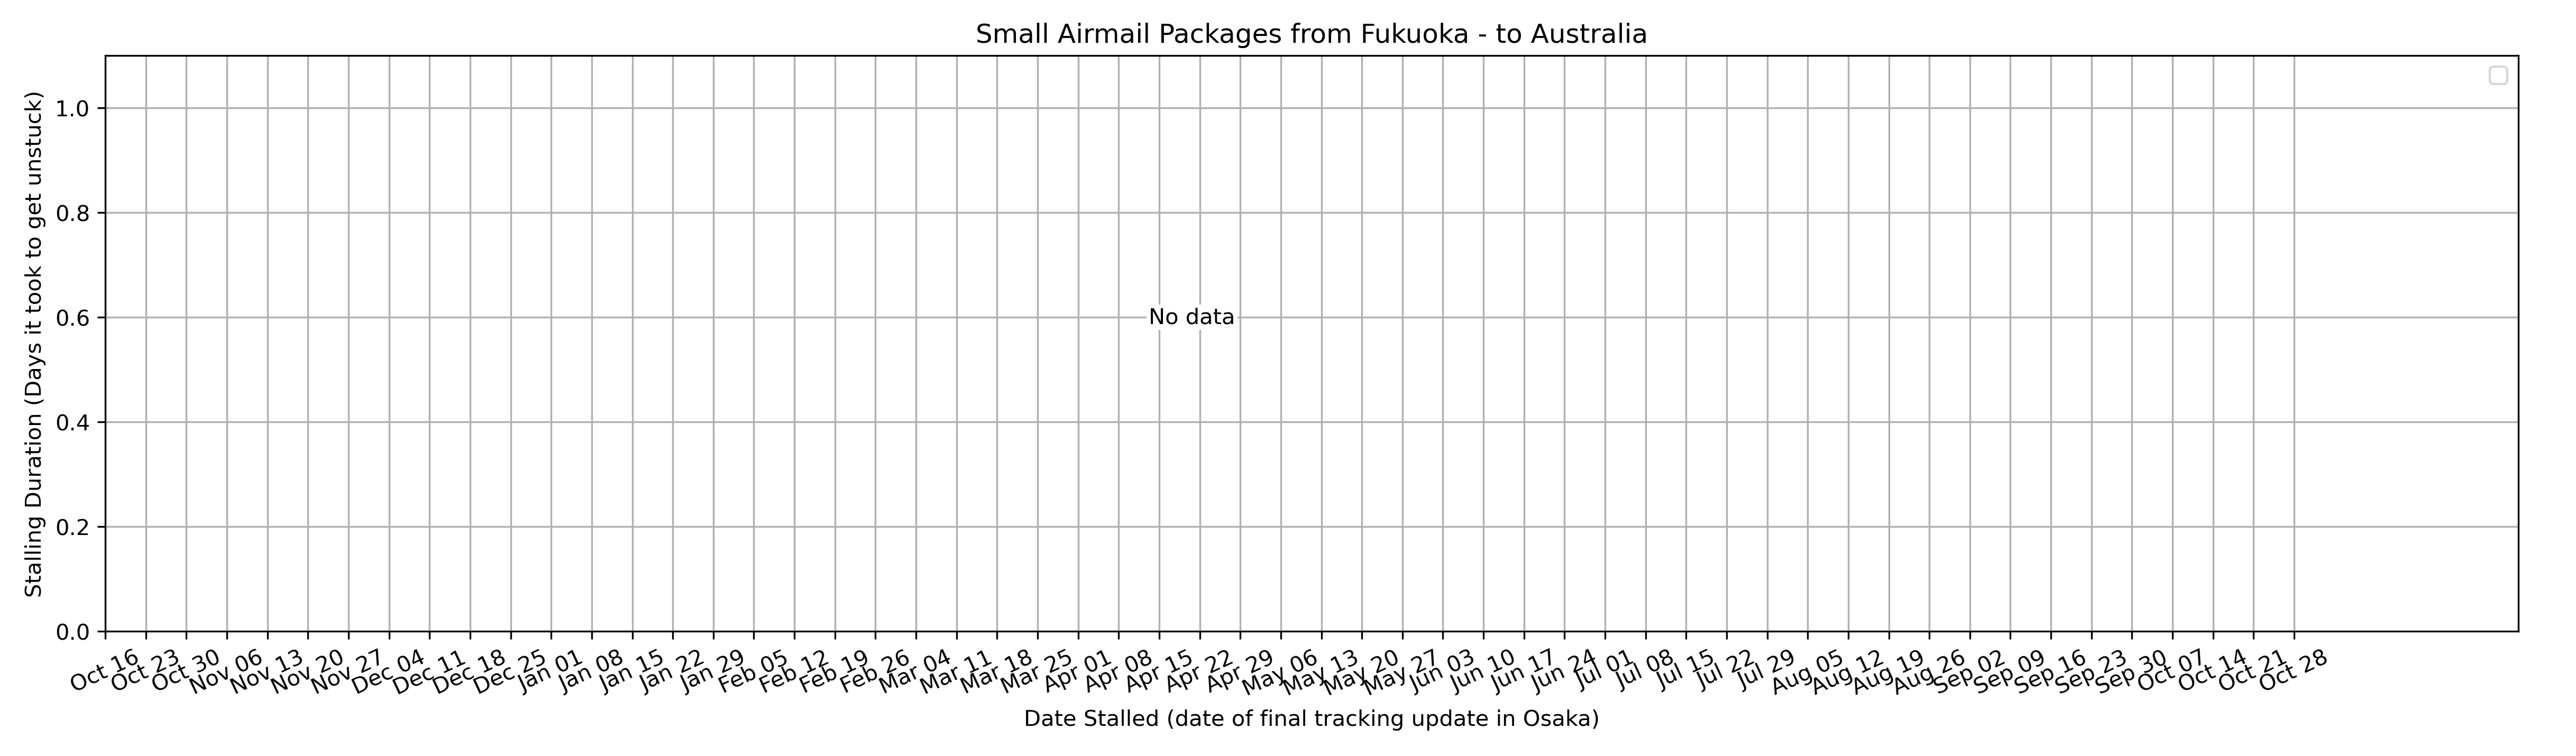 Small Airmail Packages from Fukuoka - to Australia
Stalling Duration (Days it took to get unstuck)
1.0
0.8
0.6
0.4
0.2
0.0
No data
Oct 16
Oct 23
Oct 30
Nov 06
Nov 13
Nov 20
Nov 27
Dec 04
Dec 11
Dec 18
Dec 25
Jan 01
Jan 08
Jan 15
Jan 22
Jan 29
Feb 05
Feb 12
Feb 19
Feb 26
Mar 04
Mar 11
Mar 18
Mar 25
Apr 01
Apr 08
Apr 15
Apr 22
Apr 29
May 06
May 13
May 20
May 27
Jun 03
Jun 10
Jun 17
Jun 24
Jul 01
Jul 08
Jul 15
Jul 22
Jul 29
Aug 05
Aug 12
Aug 19
Aug 26
Sep 02
Sep 09
Sep 16
Sep 23
Sep 30
Oct 07
Oct 14
Oct 21
Oct 28
Date Stalled (date of final tracking update in Osaka)